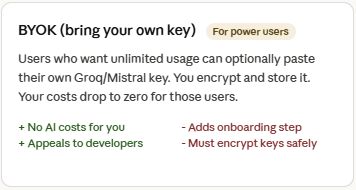 BYOK (bring your own key) For power users
Users who want unlimited usage can optionally paste
their own Groq/Mistral key. You encrypt and store it.
Your costs drop to zero for those users.
+ No AI costs for you - Adds onboarding step
+ Appeals to developers - Must encrypt keys safely